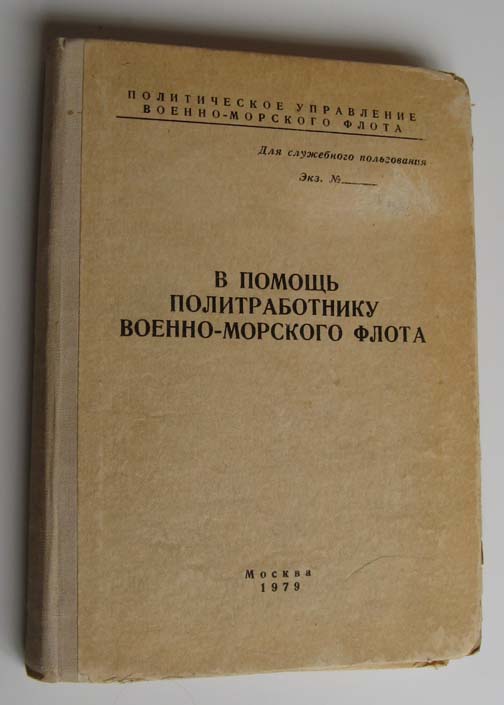 ПОЛИТИЧЕСКОЕ УПРАВЛЕНИЕ
ВОЕННО-МОРСКОГО ФЛОТА
Для служебного пользования
Экз. №
В ПОМОЩЬ
ПОЛИТРАБОТНИКУ
ВОЕННО-МОРСКОГО ФЛОТА
Москва
1979